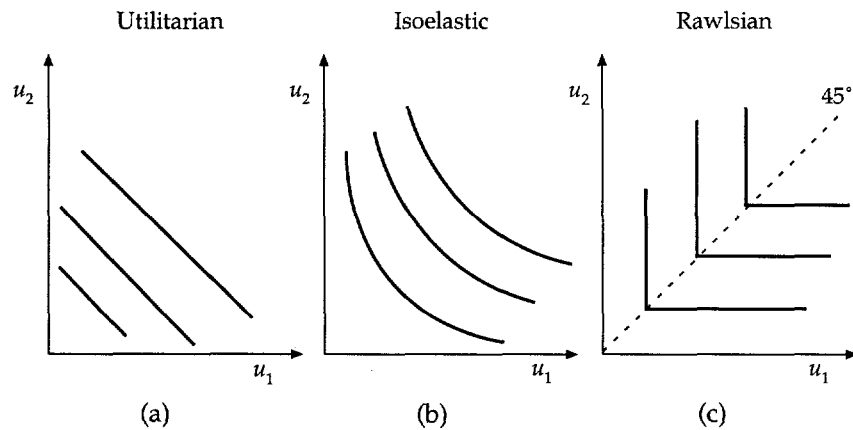 Utilitarian
Isoelastic
Rawlsian
u₂
u₂
u₂
45°
u₁
u₁
u₁
(a)
(b)
(c)